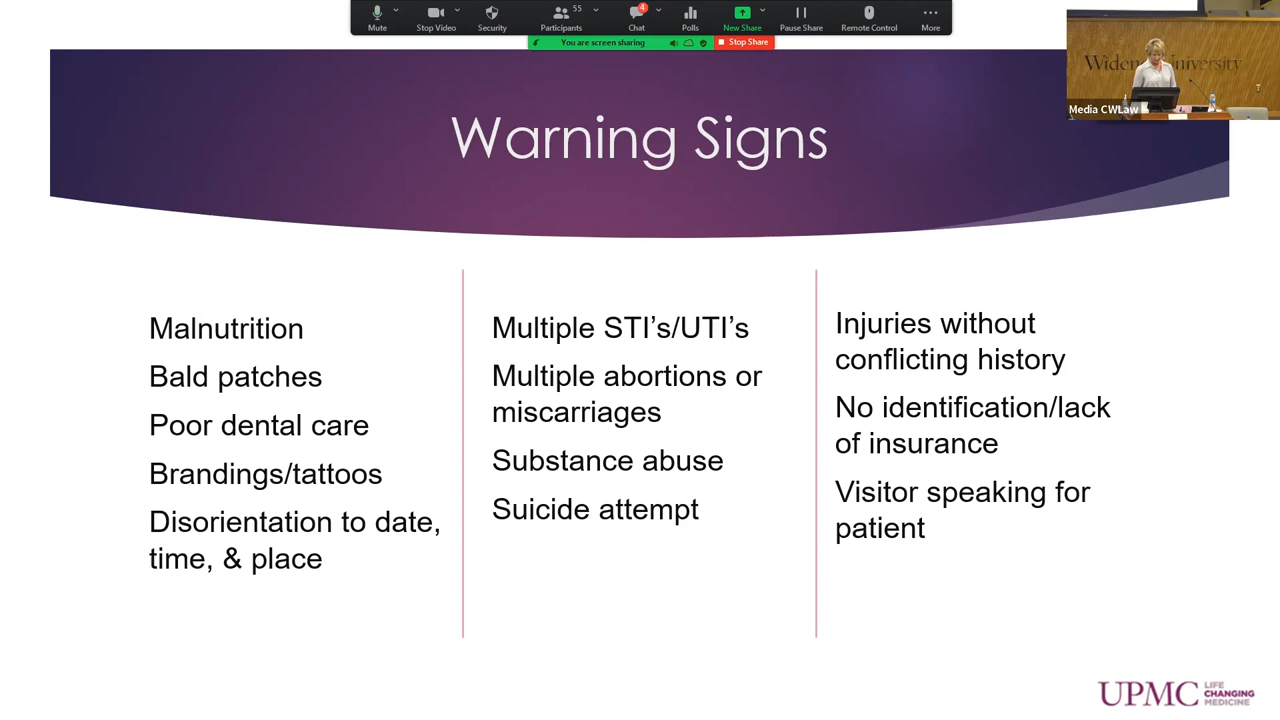 55
4
Mute
Stop Video
Security
Participants
Chat
Polls
New Share
Pause Share
Remote Control
More
You are screen sharing
Stop Share
Widen University
Media CWLaw
Warning Signs
Malnutrition
Bald patches
Poor dental care
Brandings/tattoos
Disorientation to date,
time, & place
Multiple STI's/UTI's
Multiple abortions or
miscarriages
Substance abuse
Suicide attempt
Injuries without
conflicting history
No identification/lack
of insurance
Visitor speaking for
patient
UPMC LIFE
CHANGING
MEDICINE